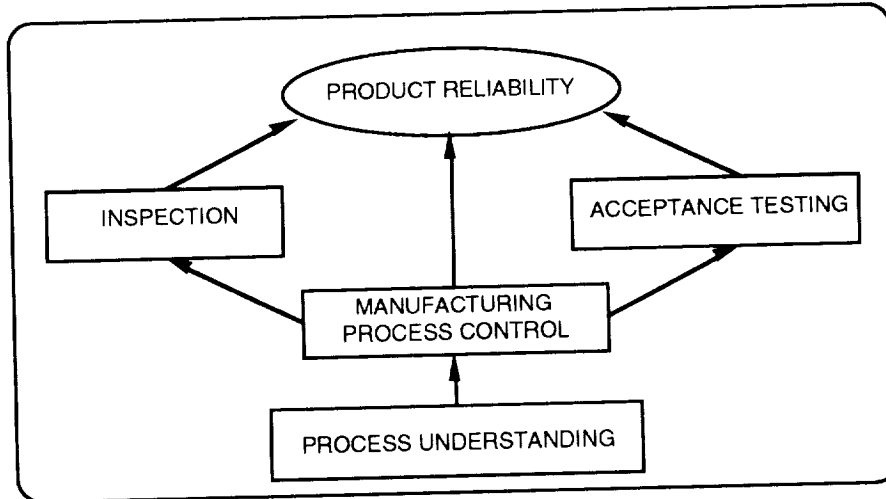 PRODUCT RELIABILITY
INSPECTION
ACCEPTANCE TESTING
MANUFACTURING
PROCESS CONTROL
PROCESS UNDERSTANDING